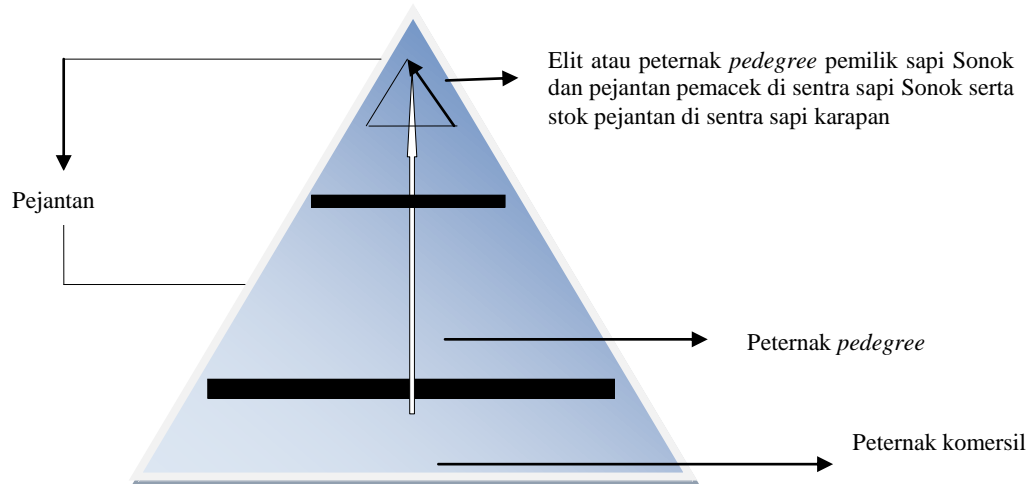 Elit atau peternak pedegree pemilik sapi Sonok
dan pejantan pemacek di sentra sapi Sonok serta
stok pejantan di sentra sapi karapan
Pejantan
Peternak pedegree
Peternak komersil